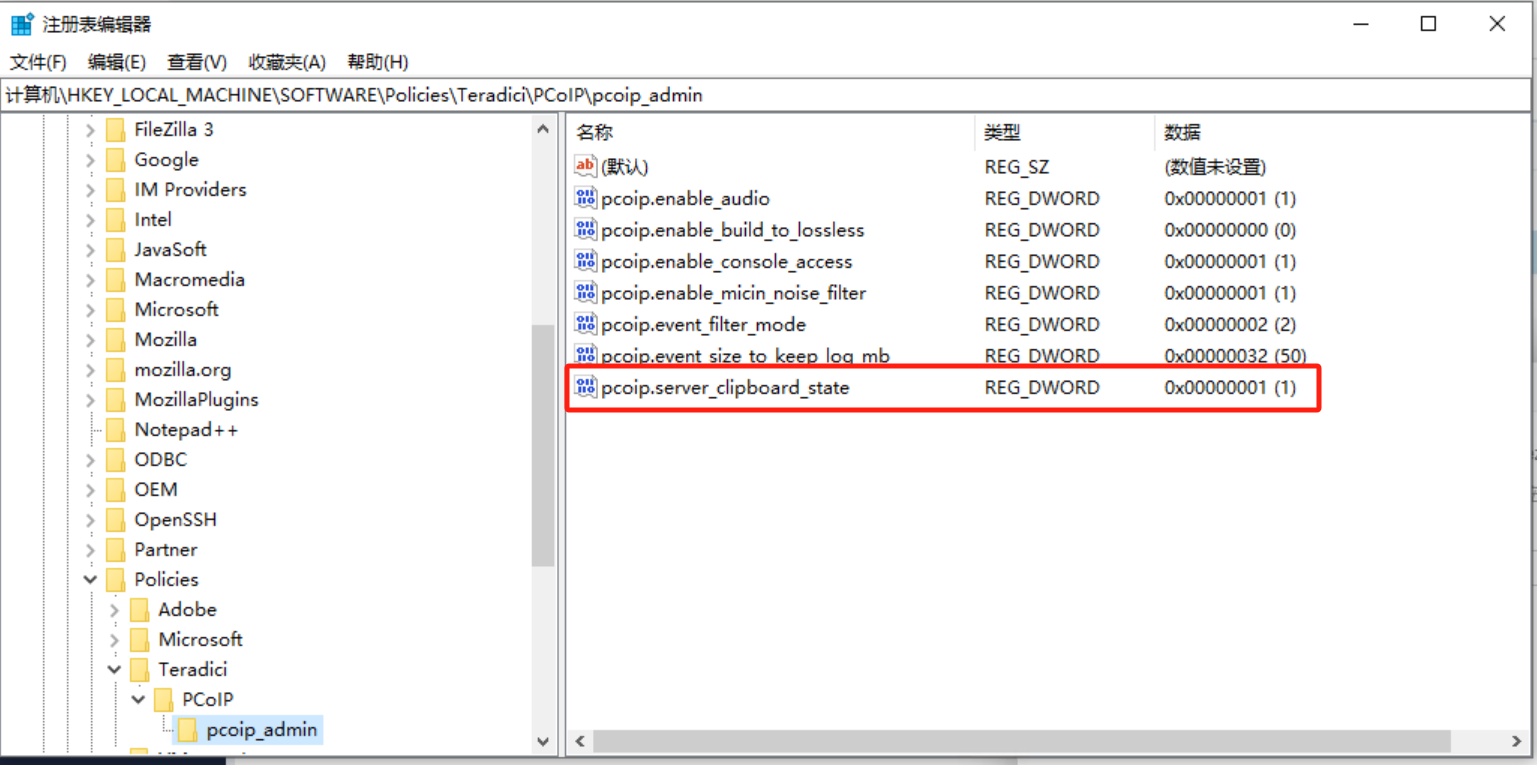 注册表编辑器
文件(F) 编辑(E) 查看(V) 收藏夹(A) 帮助(H)
计算机\HKEY_LOCAL_MACHINE\SOFTWARE\Policies\Teradici\PCoIP\pcoip_admin
FileZilla 3
Google
IM Providers
Intel
JavaSoft
Macromedia
Microsoft
Mozilla
mozilla.org
MozillaPlugins
Notepad++
ODBC
OEM
OpenSSH
Partner
Policies
Adobe
Microsoft
Teradici
PCoIP
pcoip_admin
名称 类型 数据
ab (默认) REG_SZ (数值未设置)
pcoip.enable_audio REG_DWORD 0x00000001 (1)
pcoip.enable_build_to_lossless REG_DWORD 0x00000000 (0)
pcoip.enable_console_access REG_DWORD 0x00000001 (1)
pcoip.enable_micin_noise_filter REG_DWORD 0x00000001 (1)
pcoip.event_filter_mode REG_DWORD 0x00000002 (2)
pcoip.event_size_to_keep_log_mb REG_DWORD 0x00000032 (50)
pcoip.server_clipboard_state REG_DWORD 0x00000001 (1)